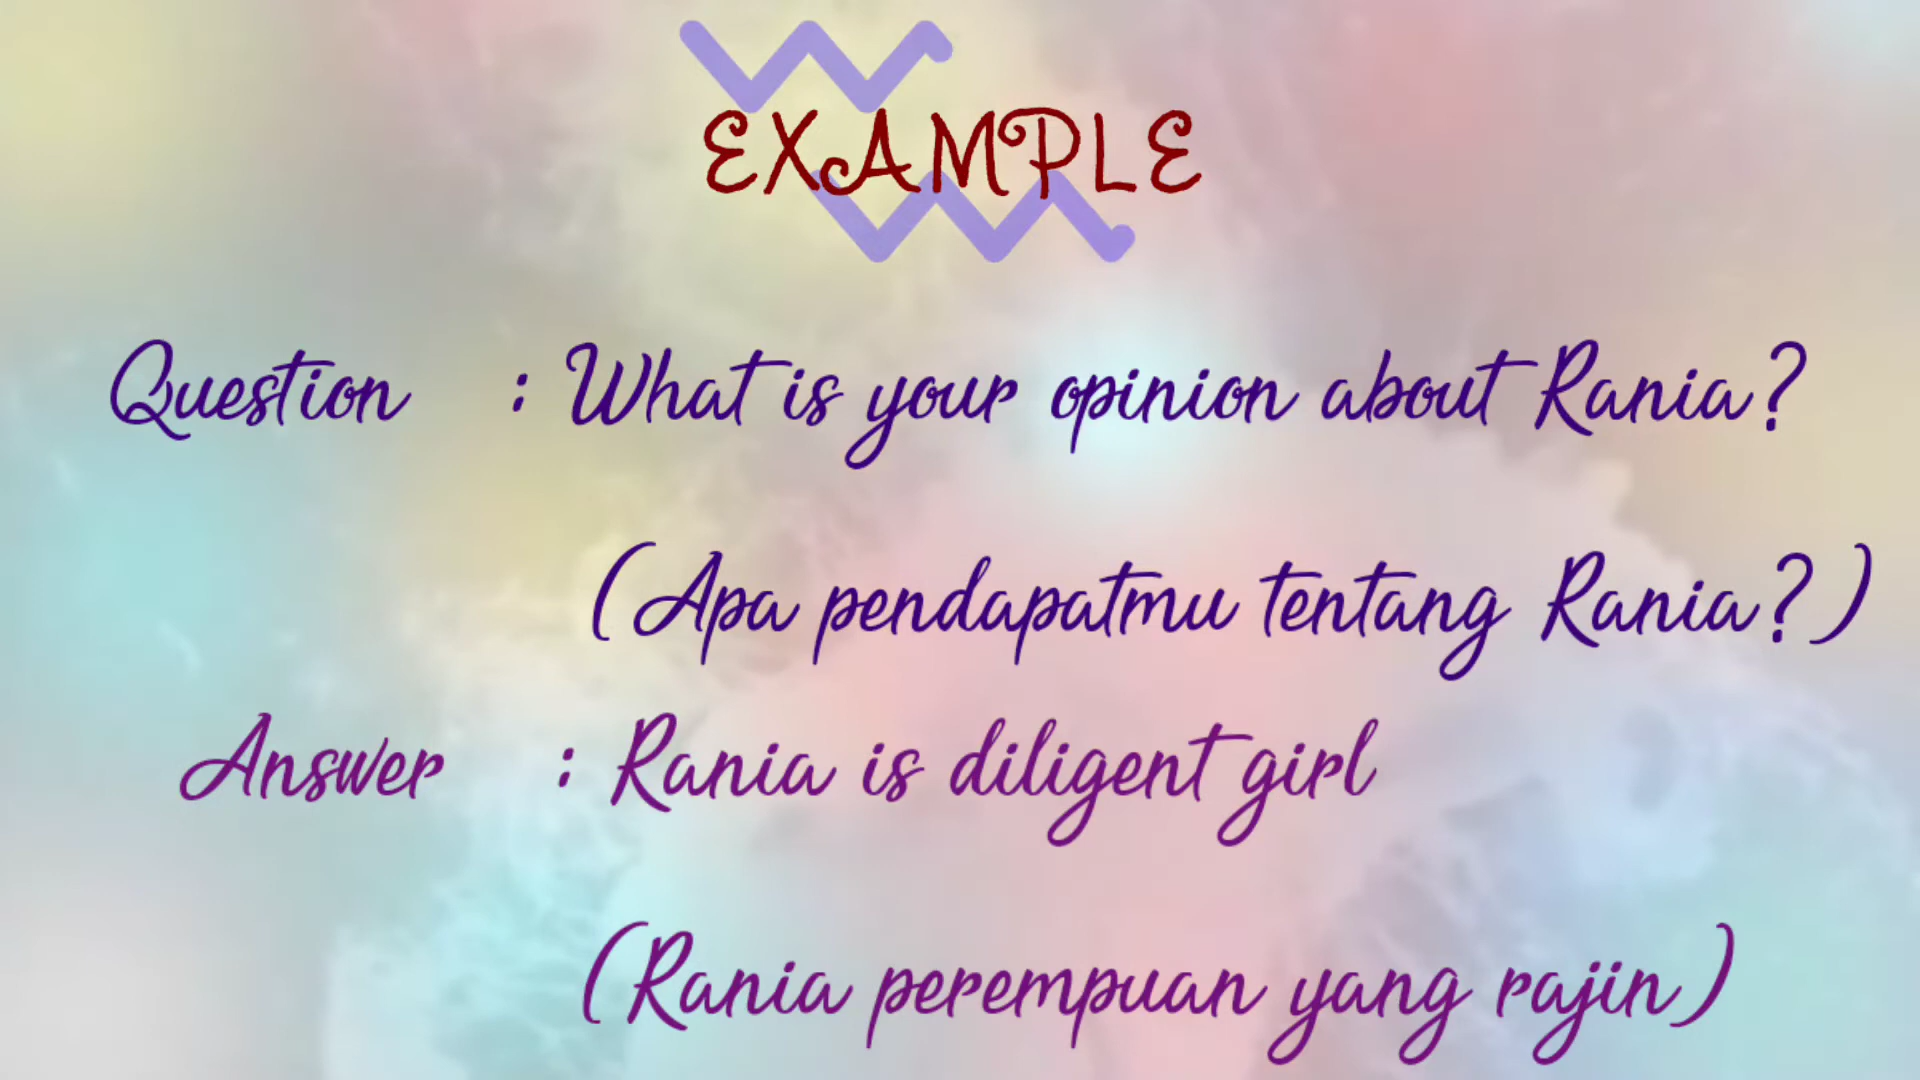 EXAMPLE
Question : What is your opinion about Rania?
(Apa pendapatmu tentang Rania?)
Answer : Rania is diligent girl
(Rania perempuan yang rajin)